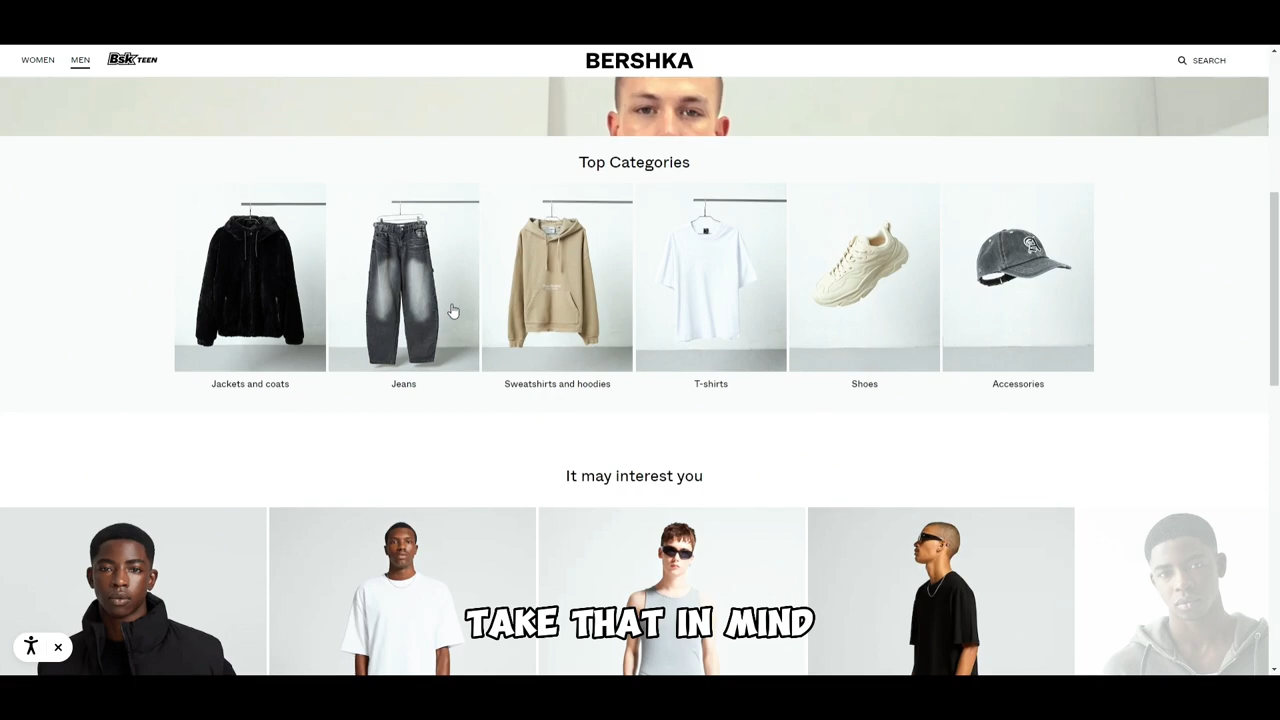 WOMEN
MEN
Bsk TEEN
BERSHKA
SEARCH
Top Categories
Jackets and coats
Jeans
Sweatshirts and hoodies
T-shirts
Shoes
Accessories
It may interest you
TAKE THAT IN MIND